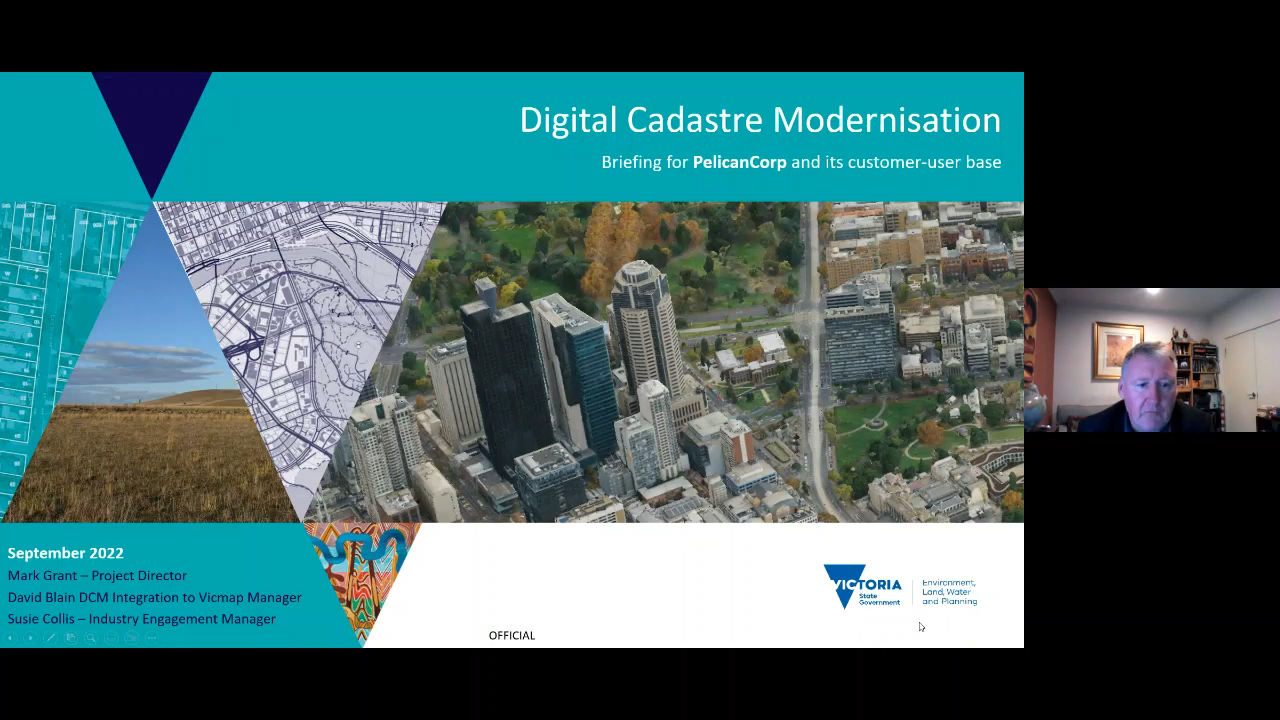 Digital Cadastre Modernisation
Briefing for PelicanCorp and its customer-user base
September 2022
Mark Grant – Project Director
David Blain DCM Integration to Vicmap Manager
Susie Collis – Industry Engagement Manager
OFFICIAL
VICTORIA
State
Government
Environment,
Land, Water
and Planning